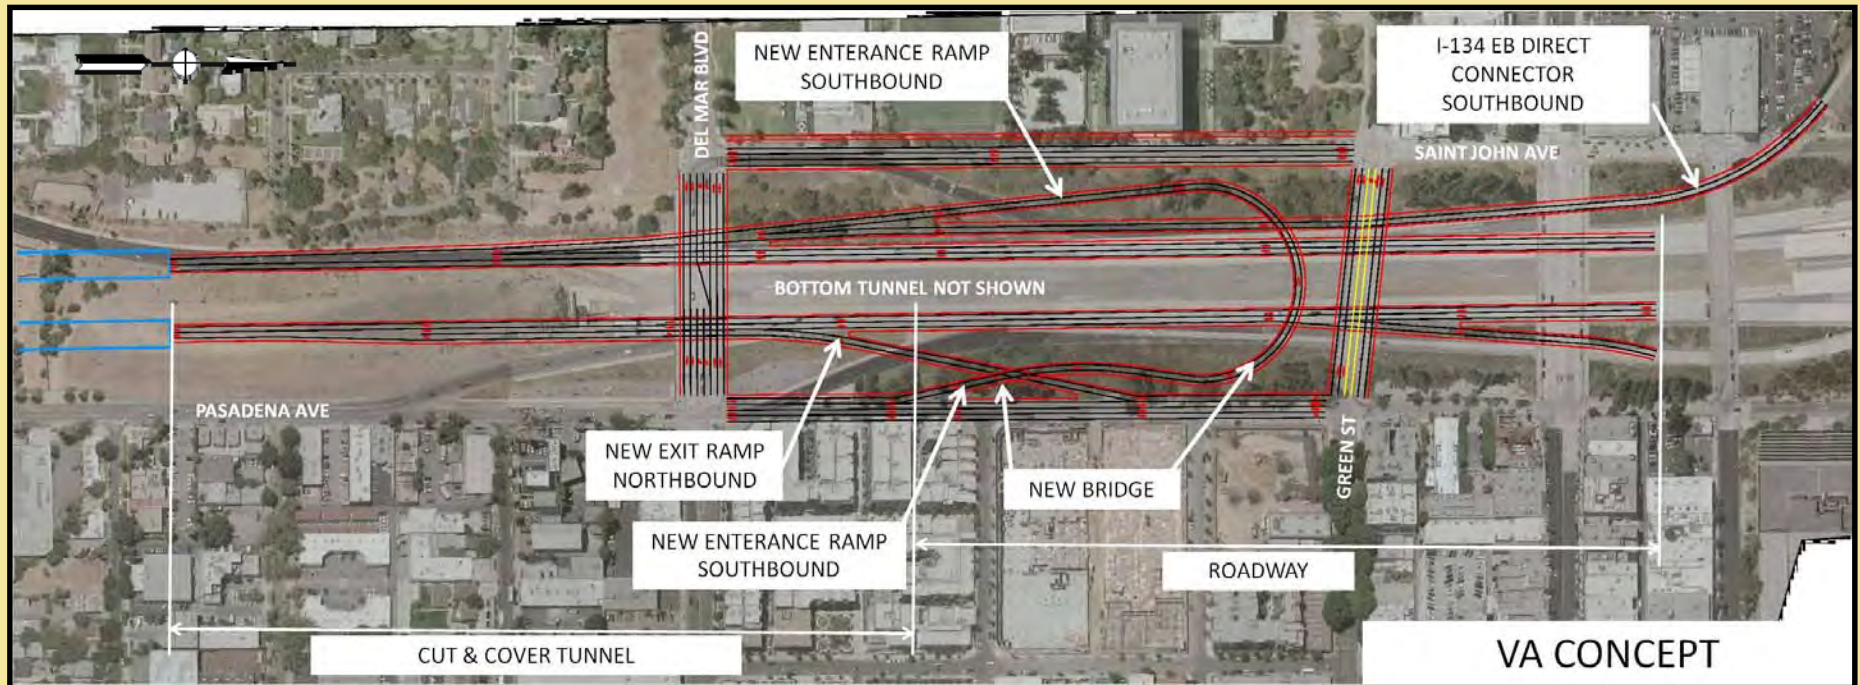 NEW ENTERANCE RAMP
SOUTHBOUND
I-134 EB DIRECT
CONNECTOR
SOUTHBOUND
DEL MAR BLVD
SAINT JOHN AVE
BOTTOM TUNNEL NOT SHOWN
PASADENA AVE
NEW EXIT RAMP
NORTHBOUND
NEW BRIDGE
GREEN ST
NEW ENTERANCE RAMP
SOUTHBOUND
ROADWAY
CUT & COVER TUNNEL
VA CONCEPT